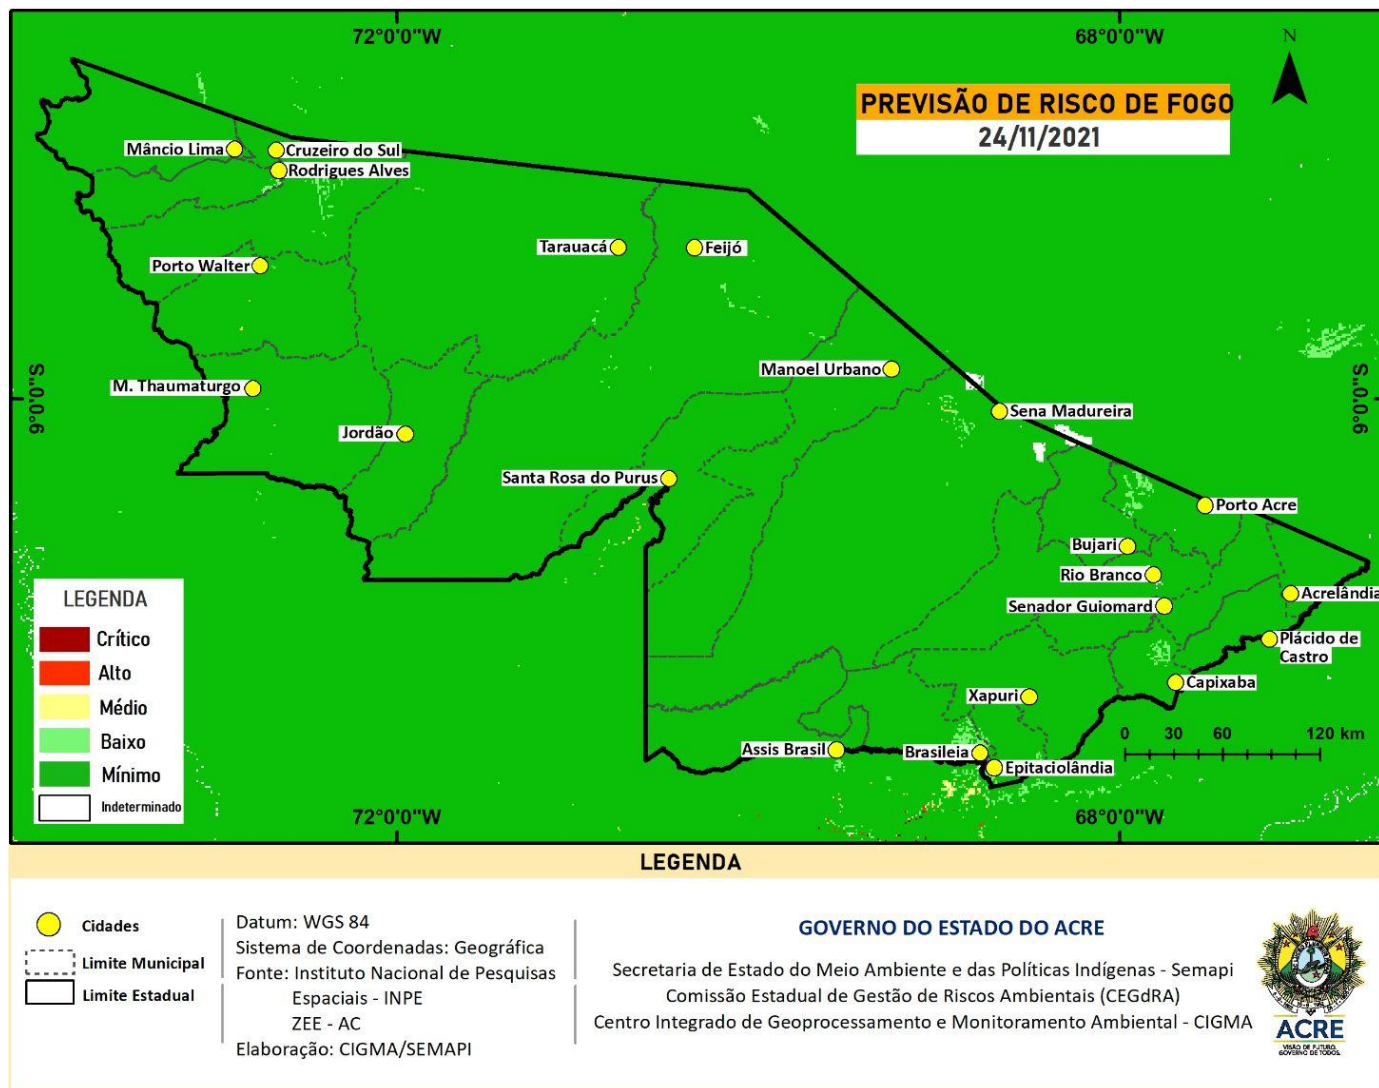 72°0'0"W
68°0'0"W
N
PREVISÃO DE RISCO DE FOGO
24/11/2021
Mâncio Lima
Cruzeiro do Sul
Rodrigues Alves
Tarauacá
Feijó
Porto Walter
Manoel Urbano
M. Thaumaturgo
9°0'0"S
9°0'0"S
Sena Madureira
Jordão
Santa Rosa do Purus
Porto Acre
Bujari
Rio Branco
Acrelândia
Senador Guiomard
Plácido de
Castro
Capixaba
Xapuri
Assis Brasil
Brasileia
Epitaciolândia
0 30 60 120 km
LEGENDA
Crítico
Alto
Médio
Baixo
Mínimo
Indeterminado
72°0'0"W
68°0'0"W
LEGENDA
Cidades
Limite Municipal
Limite Estadual
Datum: WGS 84
Sistema de Coordenadas: Geográfica
Fonte: Instituto Nacional de Pesquisas
Espaciais - INPE
ZEE - AC
Elaboração: CIGMA/SEMAPI
GOVERNO DO ESTADO DO ACRE
Secretaria de Estado do Meio Ambiente e das Políticas Indígenas - Semapi
Comissão Estadual de Gestão de Riscos Ambientais (CEGdRA)
Centro Integrado de Geoprocessamento e Monitoramento Ambiental - CIGMA
ACRE
VISÃO DE FUTURO.
GOVERNO DE TODOS.